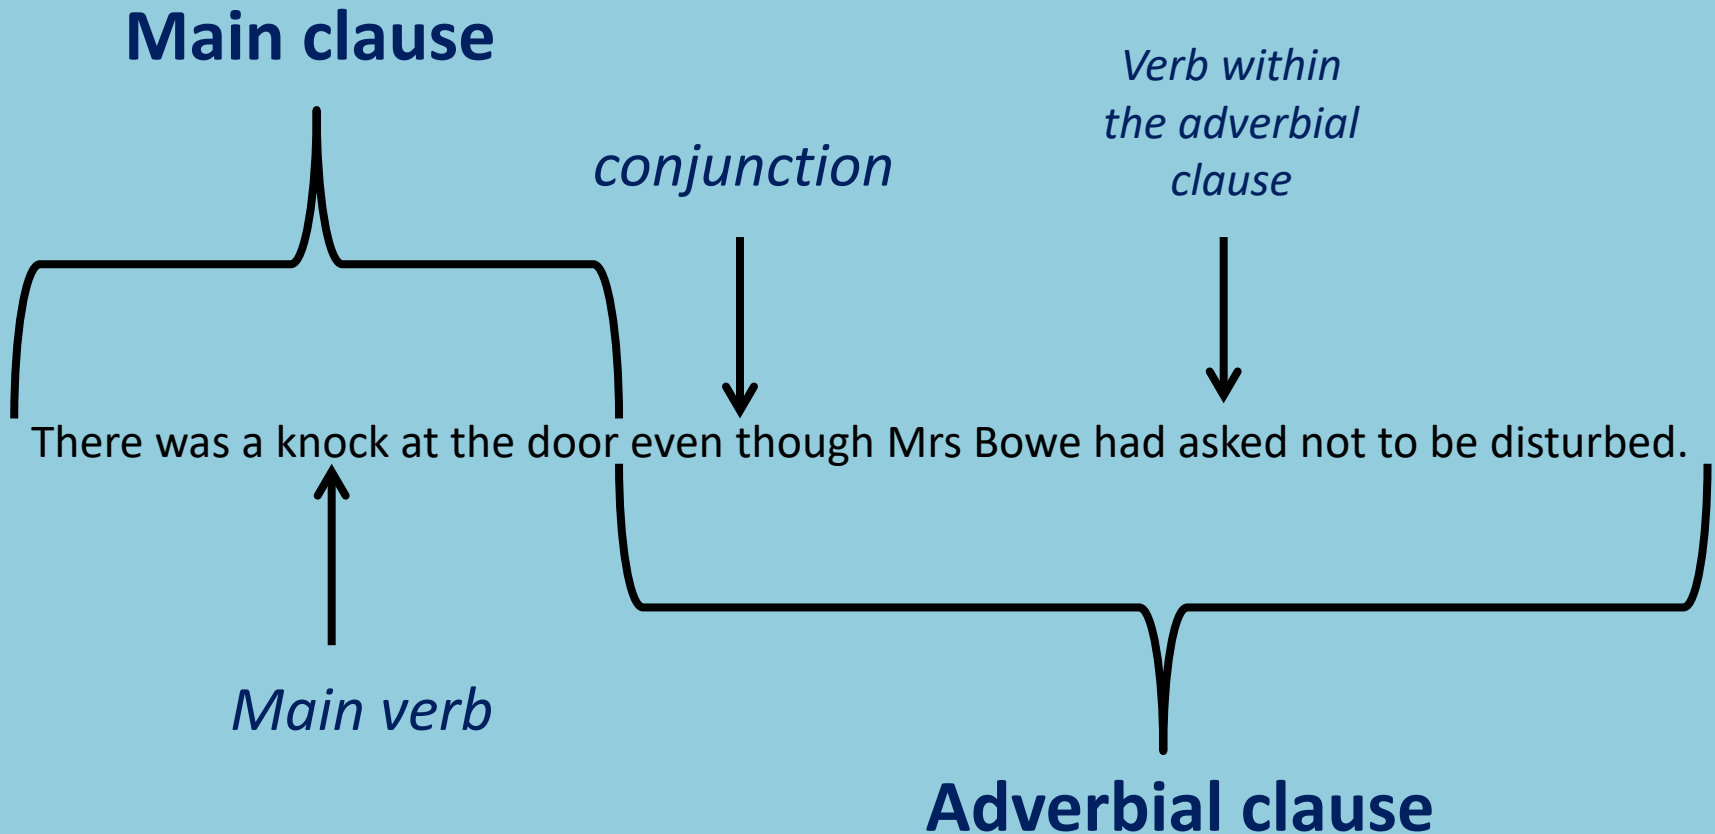 Main clause
Verb within
the adverbial
clause
conjunction
There was a knock at the door even though Mrs Bowe had asked not to be disturbed.
Main verb
Adverbial clause